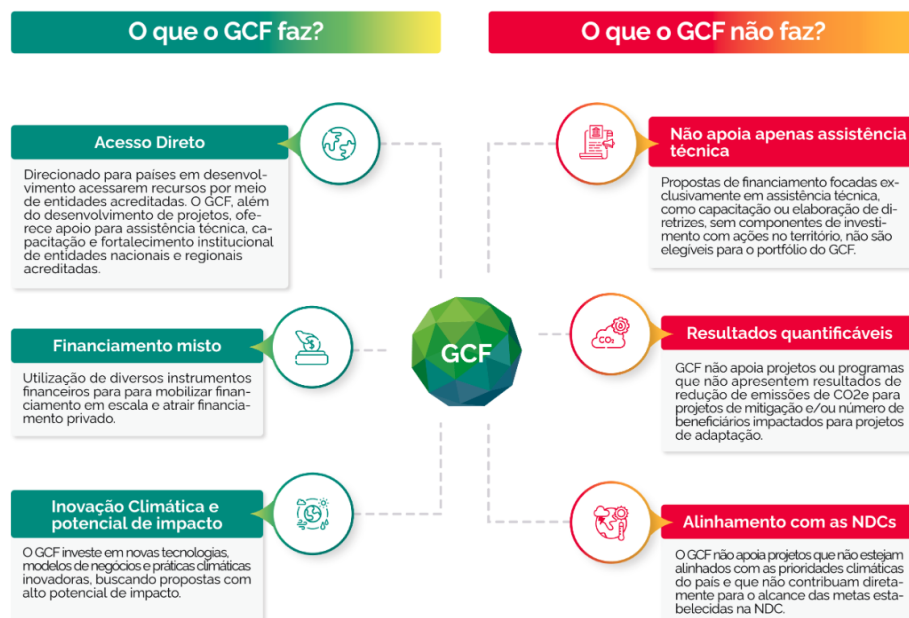 O que o GCF faz?
Acesso Direto
Direcionado para países em desenvol-
vimento acessarem recursos por meio
de entidades acreditadas. O GCF, além
do desenvolvimento de projetos, ofe-
rece apoio para assistência técnica, ca-
pacitação e fortalecimento institucional
de entidades nacionais e regionais
acreditadas.
Financiamento misto
Utilização de diversos instrumentos
financeiros para para mobilizar finan-
ciamento em escala e atrair financia-
mento privado.
Inovação Climática e
potencial de impacto
O GCF investe em novas tecnologias,
modelos de negócios e práticas climáticas
inovadoras, buscando propostas com
alto potencial de impacto.
GCF
O que o GCF não faz?
Não apoia apenas assistência
técnica
Propostas de financiamento focadas ex-
clusivamente em assistência técnica,
como capacitação ou elaboração de di-
retrizes, sem componentes de investi-
mento com ações no território, não são
elegíveis para o portfólio do GCF.
CO₂
Resultados quantificáveis
GCF não apoia projetos ou programas
que não apresentem resultados de
redução de emissões de CO2e para
projetos de mitigação e/ou número de
beneficiários impactados para projetos
de adaptação.
Alinhamento com as NDCs
O GCF não apoia projetos que não estejam
alinhados com as prioridades climáticas
do país e que não contribuam direta-
mente para o alcance das metas esta-
belecidas na NDC.